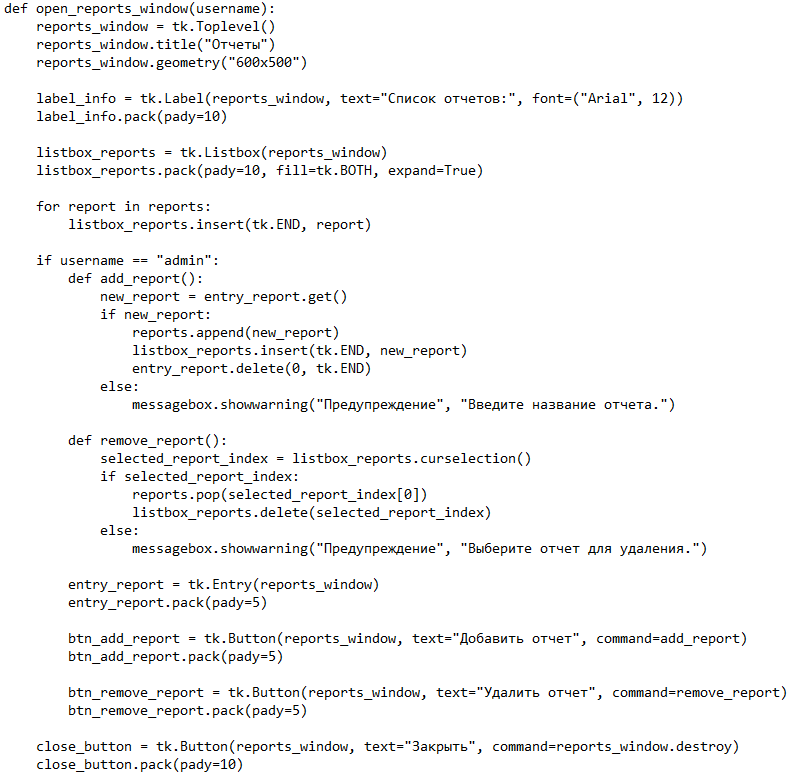 def open_reports_window(username):
    reports_window = tk.Toplevel()
    reports_window.title("Отчеты")
    reports_window.geometry("600x500")

    label_info = tk.Label(reports_window, text="Список отчетов:", font=("Arial", 12))
    label_info.pack(pady=10)

    listbox_reports = tk.Listbox(reports_window)
    listbox_reports.pack(pady=10, fill=tk.BOTH, expand=True)

    for report in reports:
        listbox_reports.insert(tk.END, report)

    if username == "admin":
        def add_report():
            new_report = entry_report.get()
            if new_report:
                reports.append(new_report)
                listbox_reports.insert(tk.END, new_report)
                entry_report.delete(0, tk.END)
            else:
                messagebox.showwarning("Предупреждение", "Введите название отчета.")

        def remove_report():
            selected_report_index = listbox_reports.curselection()
            if selected_report_index:
                reports.pop(selected_report_index[0])
                listbox_reports.delete(selected_report_index)
            else:
                messagebox.showwarning("Предупреждение", "Выберите отчет для удаления.")

        entry_report = tk.Entry(reports_window)
        entry_report.pack(pady=5)

        btn_add_report = tk.Button(reports_window, text="Добавить отчет", command=add_report)
        btn_add_report.pack(pady=5)

        btn_remove_report = tk.Button(reports_window, text="Удалить отчет", command=remove_report)
        btn_remove_report.pack(pady=5)

    close_button = tk.Button(reports_window, text="Закрыть", command=reports_window.destroy)
    close_button.pack(pady=10)